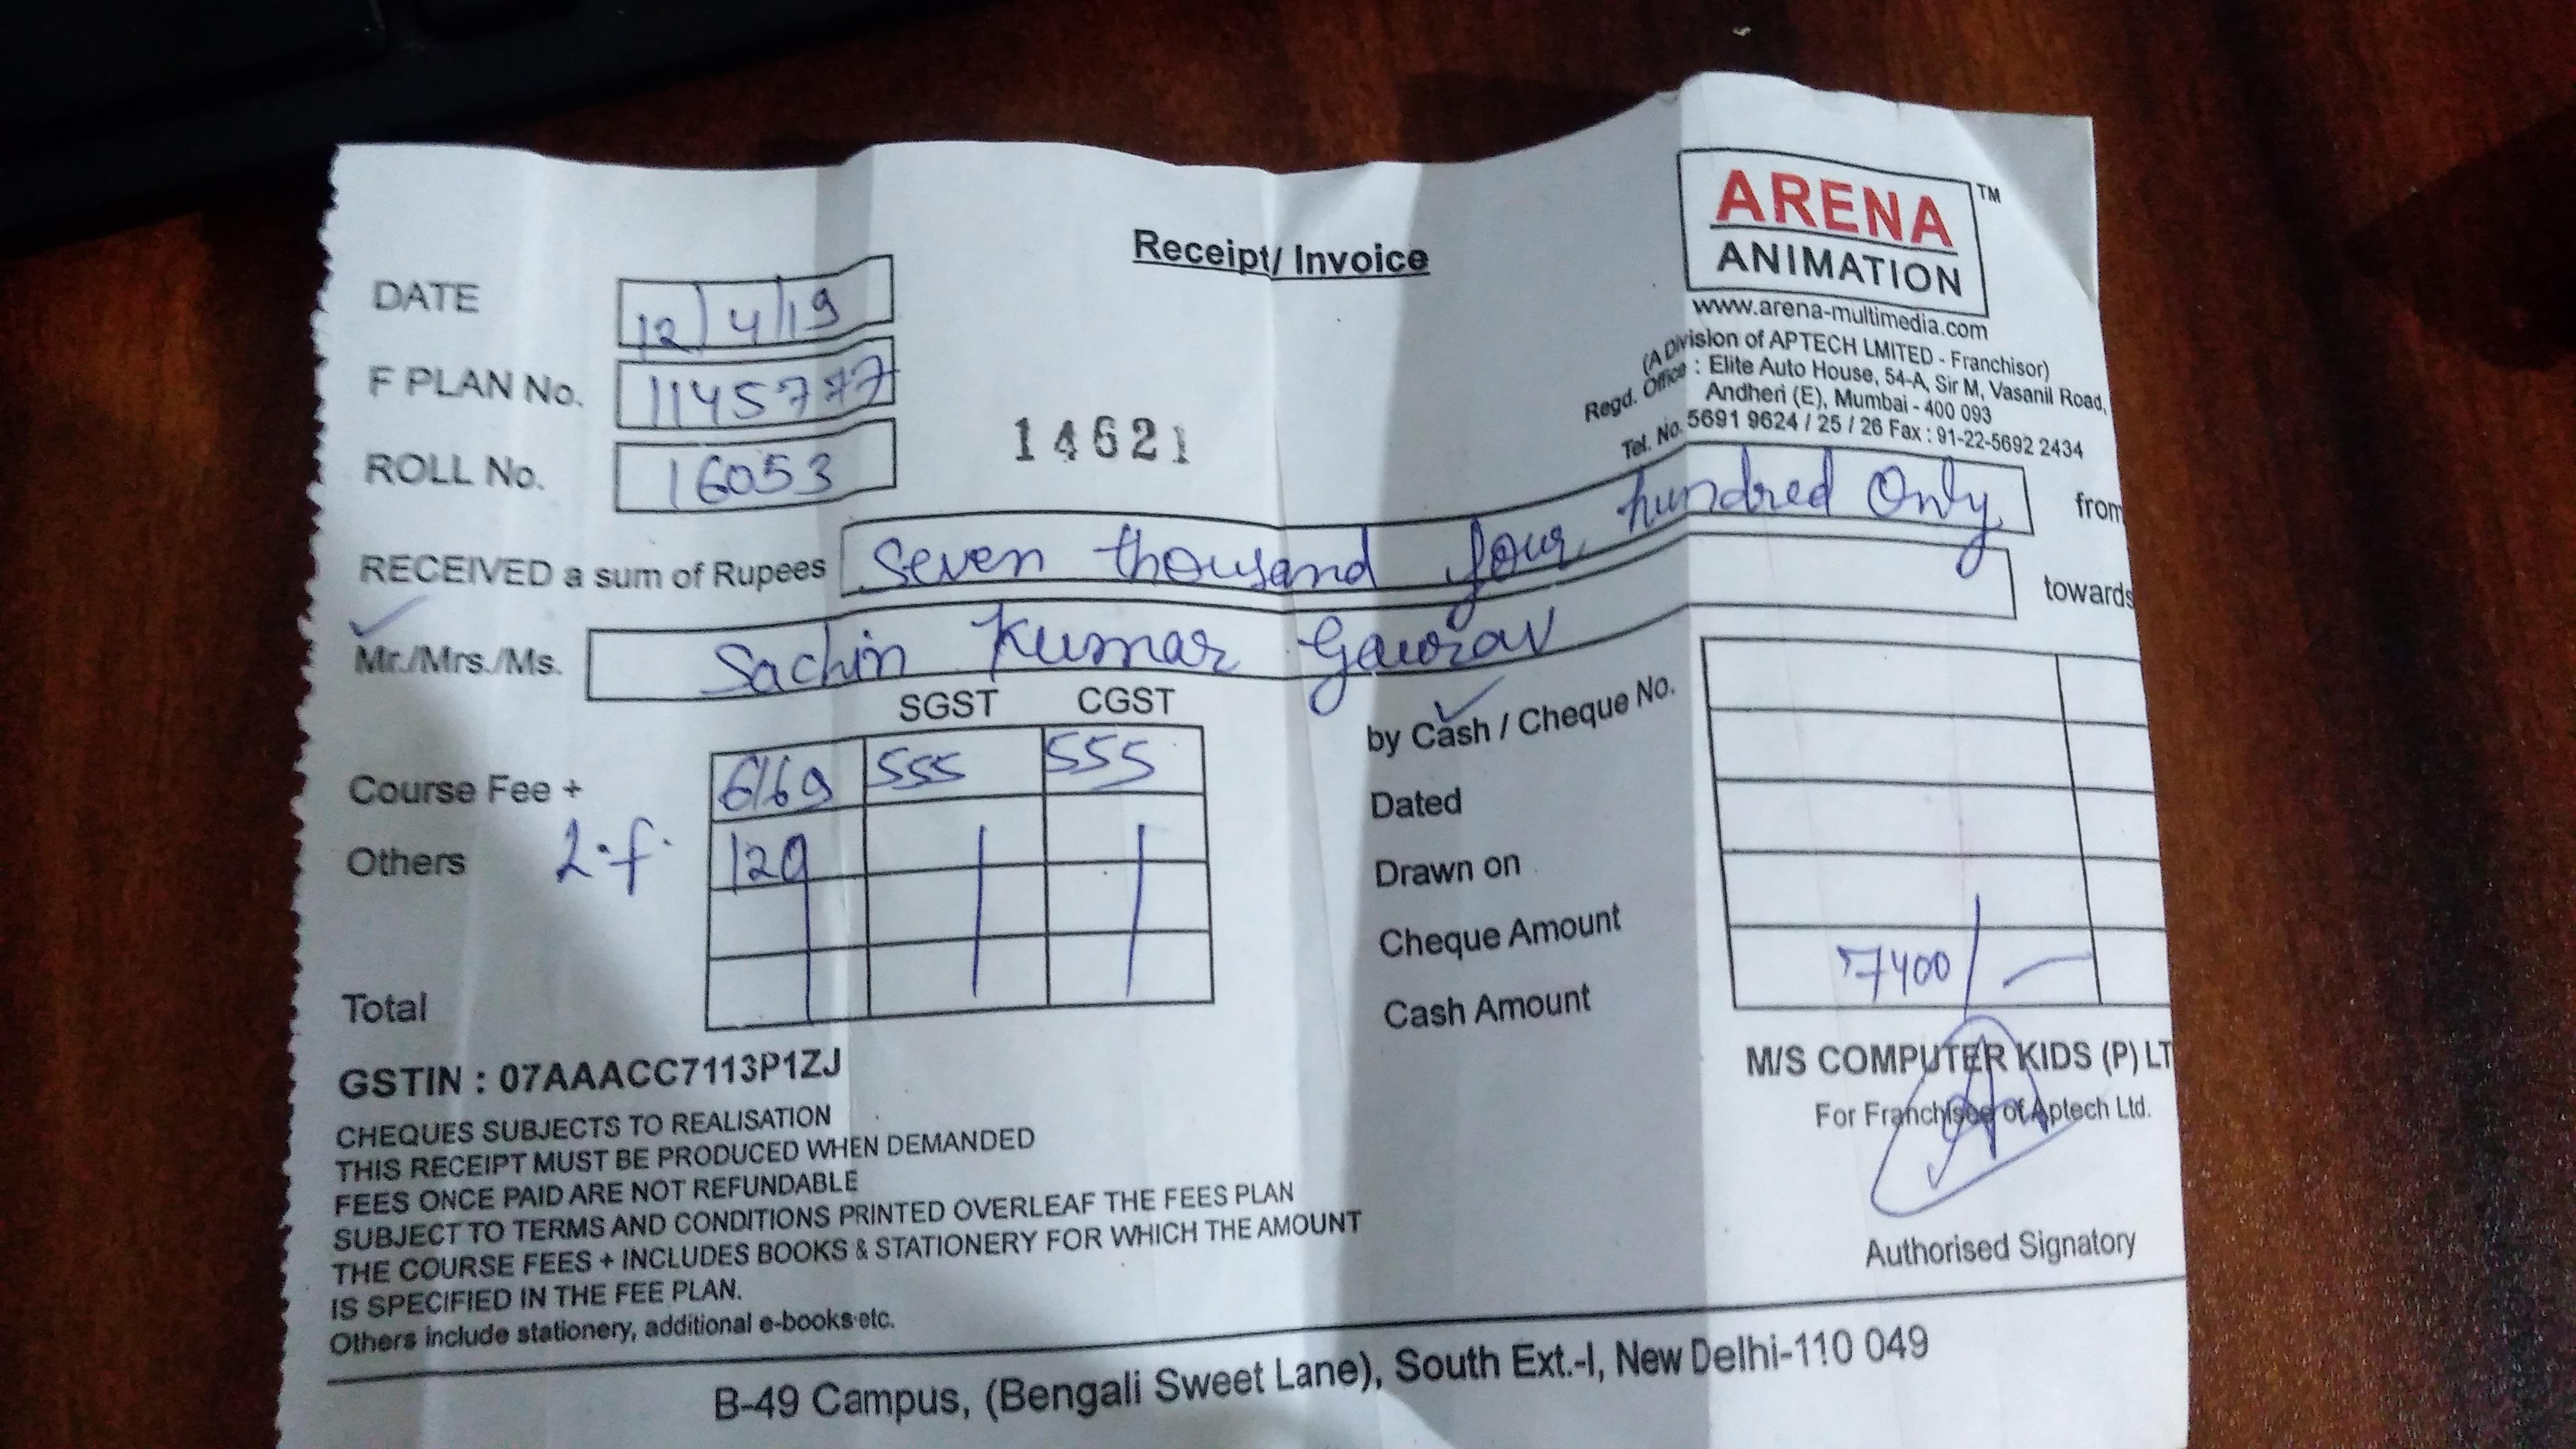 ARENA TM
ANIMATION
www.arena-multimedia.com
(A Division of APTECH LMITED - Franchisor)
Regd. Office : Elite Auto House, 54-A, Sir M, Vasanil Road,
Andheri (E), Mumbai - 400 093
Tel. No. 5691 9624 / 25 / 26 Fax : 91-22-5692 2434
Receipt/ Invoice
DATE 12/4/19
F PLAN No. 1145777
14621
ROLL No. 16053
RECEIVED a sum of Rupees Seven thousand four hundred Only from
Mr./Mrs./Ms. Sachin Kumar Gaurav towards
SGST CGST
by Cash / Cheque No.
Course Fee + 6169 555 555
Dated
Others L.f. 120
Drawn on
Cheque Amount
Total
Cash Amount 7400/-
GSTIN : 07AAACC7113P1ZJ
M/S COMPUTER KIDS (P) LT
For Franchisee of Aptech Ltd.
CHEQUES SUBJECTS TO REALISATION
THIS RECEIPT MUST BE PRODUCED WHEN DEMANDED
FEES ONCE PAID ARE NOT REFUNDABLE
SUBJECT TO TERMS AND CONDITIONS PRINTED OVERLEAF THE FEES PLAN
THE COURSE FEES + INCLUDES BOOKS & STATIONERY FOR WHICH THE AMOUNT
IS SPECIFIED IN THE FEE PLAN.
Others include stationery, additional e-books etc.
Authorised Signatory
B-49 Campus, (Bengali Sweet Lane), South Ext.-I, New Delhi-110 049